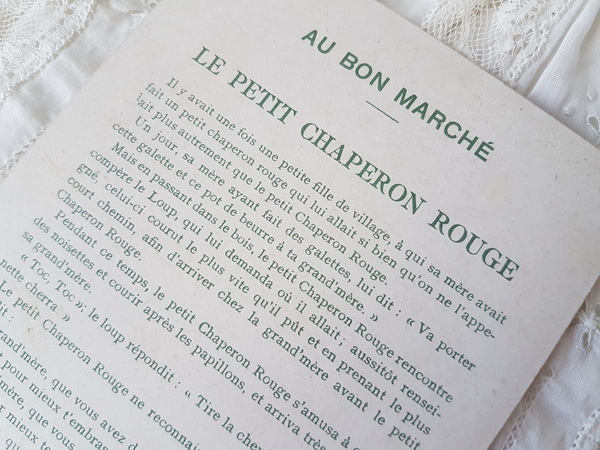 AU BON MARCHÉ
LE PETIT CHAPERON ROUGE
Il y avait une fois une petite fille de village, à qui sa mère avait
fait un petit chaperon rouge qui lui allait si bien qu'on ne l'appe-
lait plus autrement que le petit Chaperon Rouge.
Un jour, sa mère ayant fait des galettes, lui dit : « Va porter
cette galette et ce pot de beurre à ta grand'mère. »
Mais en passant dans le bois, le petit Chaperon Rouge rencontre
compère le Loup, qui lui demanda où il allait; aussitôt rensei-
gné, celui-ci courut le plus vite qu'il pût et en prenant le plus
court chemin, afin d'arriver chez la grand'mère avant le petit
Chaperon Rouge.
Pendant ce temps, le petit Chaperon Rouge s'amusa à
des noisettes et courir après les papillons, et arriva très
sa grand'mère.
« Toc, Toc », le loup répondit : « Tire la
nette cherra. »
Le petit Chaperon Rouge ne
grand'mère, que vous avez
pour mieux t'embras
mère, que vous
mieux